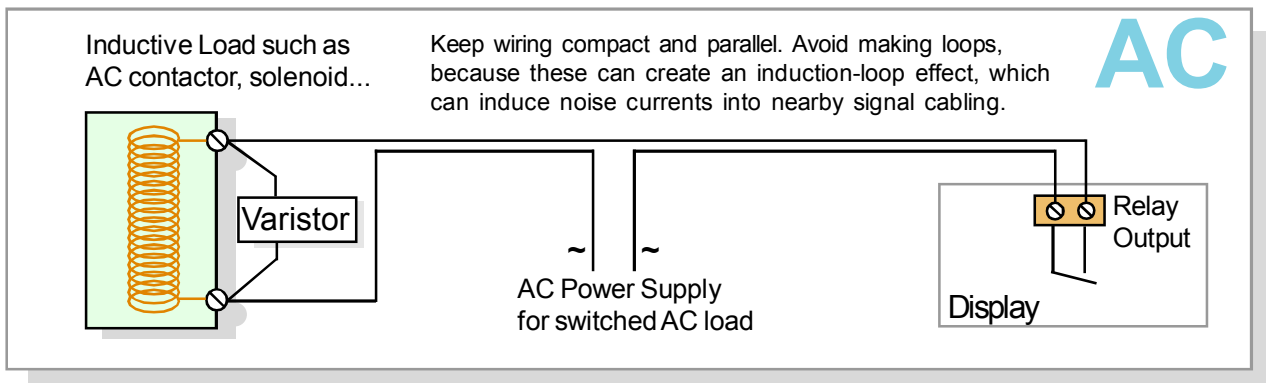 Inductive Load such as
AC contactor, solenoid...
Keep wiring compact and parallel. Avoid making loops,
because these can create an induction-loop effect, which
can induce noise currents into nearby signal cabling.
AC
Varistor
~ ~
AC Power Supply
for switched AC load
Relay
Output
Display